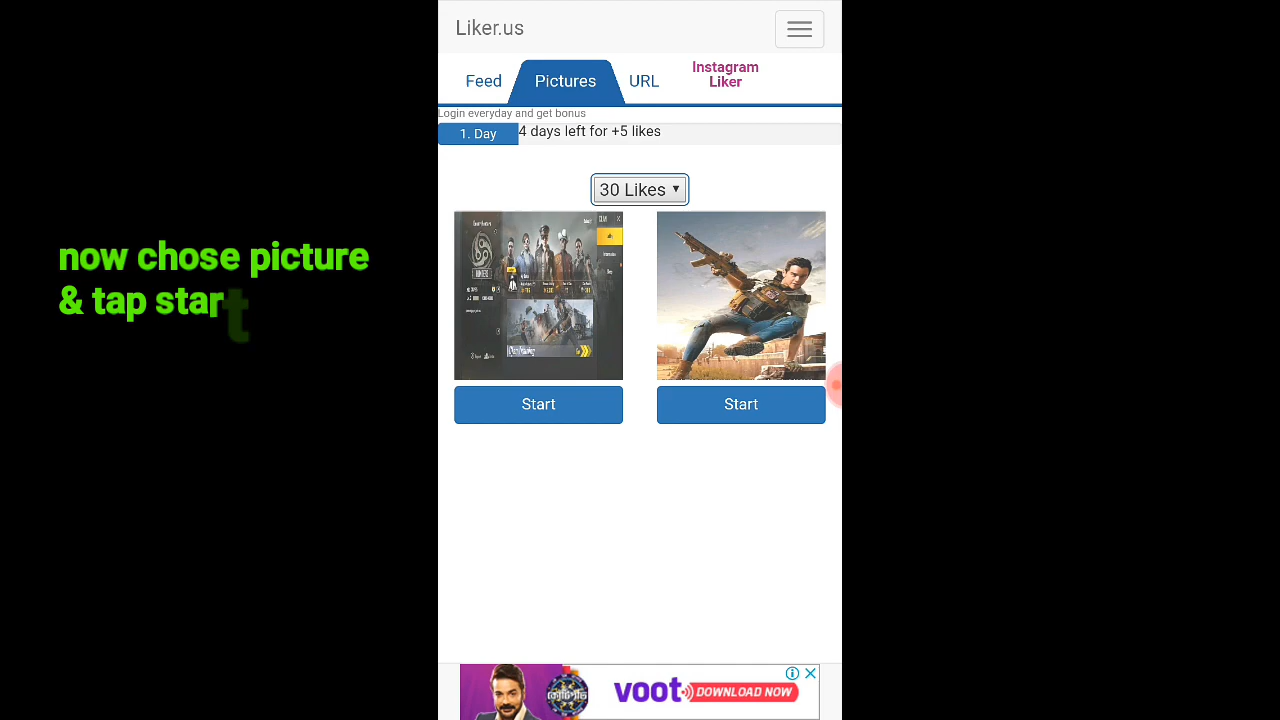 Liker.us
Feed
Pictures
URL
Instagram
Liker
Login everyday and get bonus
1. Day
4 days left for +5 likes
30 Likes
now chose picture
& tap start
Start
Start
voot
DOWNLOAD NOW